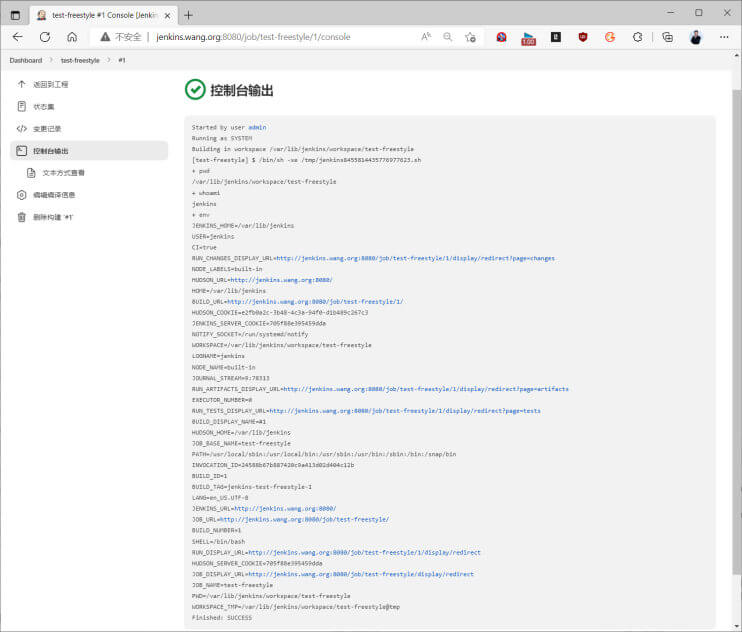 test-freestyle #1 Console [Jenkin
不安全 | jenkins.wang.org:8080/job/test-freestyle/1/console
1.00
Dashboard > test-freestyle > #1
返回到工程
状态集
变更记录
控制台输出
文本方式查看
编辑编译信息
删除构建 '#1'
控制台输出
Started by user admin
Running as SYSTEM
Building in workspace /var/lib/jenkins/workspace/test-freestyle
[test-freestyle] $ /bin/sh -xe /tmp/jenkins8455814435776977623.sh
+ pwd
/var/lib/jenkins/workspace/test-freestyle
+ whoami
jenkins
+ env
JENKINS_HOME=/var/lib/jenkins
USER=jenkins
CI=true
RUN_CHANGES_DISPLAY_URL=http://jenkins.wang.org:8080/job/test-freestyle/1/display/redirect?page=changes
NODE_LABELS=built-in
HUDSON_URL=http://jenkins.wang.org:8080/
HOME=/var/lib/jenkins
BUILD_URL=http://jenkins.wang.org:8080/job/test-freestyle/1/
HUDSON_COOKIE=e2fb0a2c-3b48-4c3a-94f0-d1b489c267c3
JENKINS_SERVER_COOKIE=705f88e395459dda
NOTIFY_SOCKET=/run/systemd/notify
WORKSPACE=/var/lib/jenkins/workspace/test-freestyle
LOGNAME=jenkins
NODE_NAME=built-in
JOURNAL_STREAM=9:78313
RUN_ARTIFACTS_DISPLAY_URL=http://jenkins.wang.org:8080/job/test-freestyle/1/display/redirect?page=artifacts
EXECUTOR_NUMBER=0
RUN_TESTS_DISPLAY_URL=http://jenkins.wang.org:8080/job/test-freestyle/1/display/redirect?page=tests
BUILD_DISPLAY_NAME=#1
HUDSON_HOME=/var/lib/jenkins
JOB_BASE_NAME=test-freestyle
PATH=/usr/local/sbin:/usr/local/bin:/usr/sbin:/usr/bin:/sbin:/bin:/snap/bin
INVOCATION_ID=24588b67b887420c9a413d02d404c12b
BUILD_ID=1
BUILD_TAG=jenkins-test-freestyle-1
LANG=en_US.UTF-8
JENKINS_URL=http://jenkins.wang.org:8080/
JOB_URL=http://jenkins.wang.org:8080/job/test-freestyle/
BUILD_NUMBER=1
SHELL=/bin/bash
RUN_DISPLAY_URL=http://jenkins.wang.org:8080/job/test-freestyle/1/display/redirect
HUDSON_SERVER_COOKIE=705f88e395459dda
JOB_DISPLAY_URL=http://jenkins.wang.org:8080/job/test-freestyle/display/redirect
JOB_NAME=test-freestyle
PWD=/var/lib/jenkins/workspace/test-freestyle
WORKSPACE_TMP=/var/lib/jenkins/workspace/test-freestyle@tmp
Finished: SUCCESS